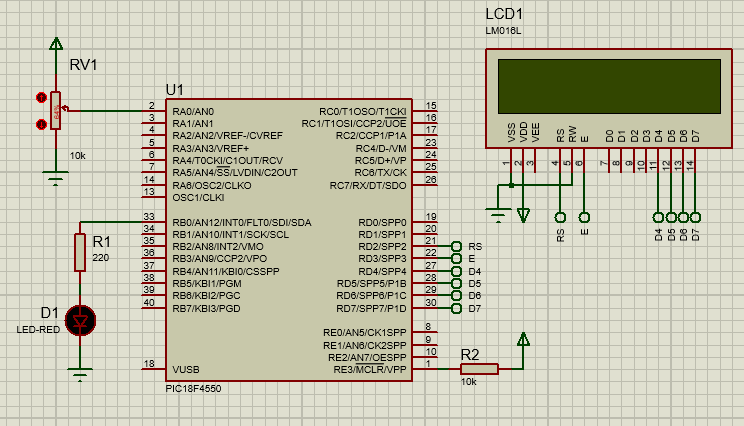 LCD1
LM016L
VSS
VDD
VEE
RS
RW
E
D0
D1
D2
D3
D4
D5
D6
D7
1
2
3
4
5
6
7
8
9
10
11
12
13
14
RS
E
D4
D5
D6
D7
RV1
10k
U1
2 RA0/AN0
3 RA1/AN1
4 RA2/AN2/VREF-/CVREF
5 RA3/AN3/VREF+
6 RA4/T0CKI/C1OUT/RCV
7 RA5/AN4/SS/LVDIN/C2OUT
14 RA6/OSC2/CLKO
13 OSC1/CLKI
33 RB0/AN12/INT0/FLT0/SDI/SDA
34 RB1/AN10/INT1/SCK/SCL
35 RB2/AN8/INT2/VMO
36 RB3/AN9/CCP2/VPO
37 RB4/AN11/KBI0/CSSPP
38 RB5/KBI1/PGM
39 RB6/KBI2/PGC
40 RB7/KBI3/PGD
18 VUSB
RC0/T1OSO/T1CKI 15
RC1/T1OSI/CCP2/UOE 16
RC2/CCP1/P1A 17
RC4/D-/VM 23
RC5/D+/VP 24
RC6/TX/CK 25
RC7/RX/DT/SDO 26
RD0/SPP0 19
RD1/SPP1 20
RD2/SPP2 21 RS
RD3/SPP3 22 E
RD4/SPP4 27 D4
RD5/SPP5/P1B 28 D5
RD6/SPP6/P1C 29 D6
RD7/SPP7/P1D 30 D7
RE0/AN5/CK1SPP 8
RE1/AN6/CK2SPP 9
RE2/AN7/OESPP 10
RE3/MCLR/VPP 1
PIC18F4550
R1
220
D1
LED-RED
R2
10k